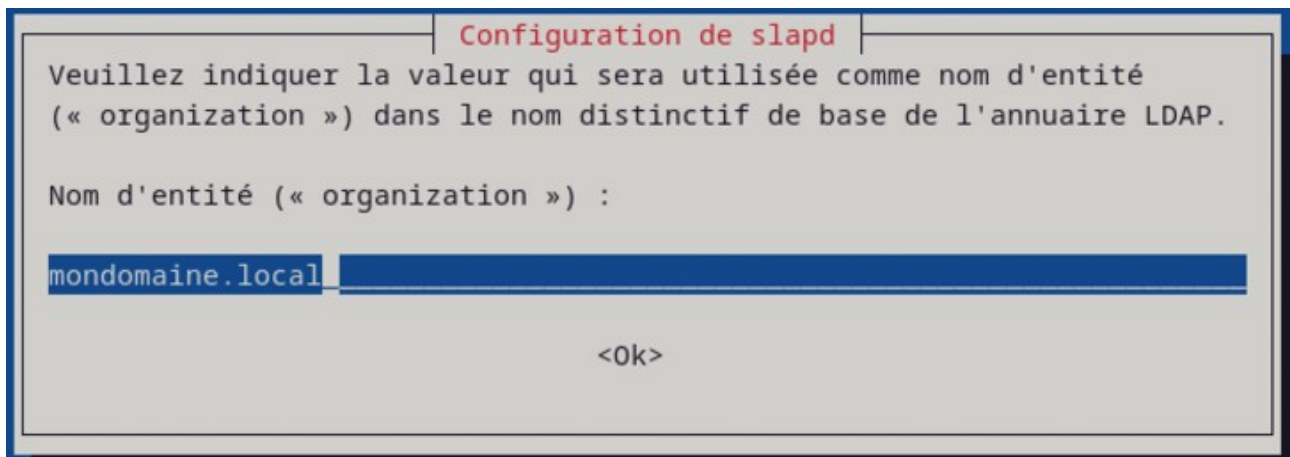 Configuration de slapd
Veuillez indiquer la valeur qui sera utilisée comme nom d'entité
(« organization ») dans le nom distinctif de base de l'annuaire LDAP.
Nom d'entité (« organization ») :
mondomaine.local
<Ok>